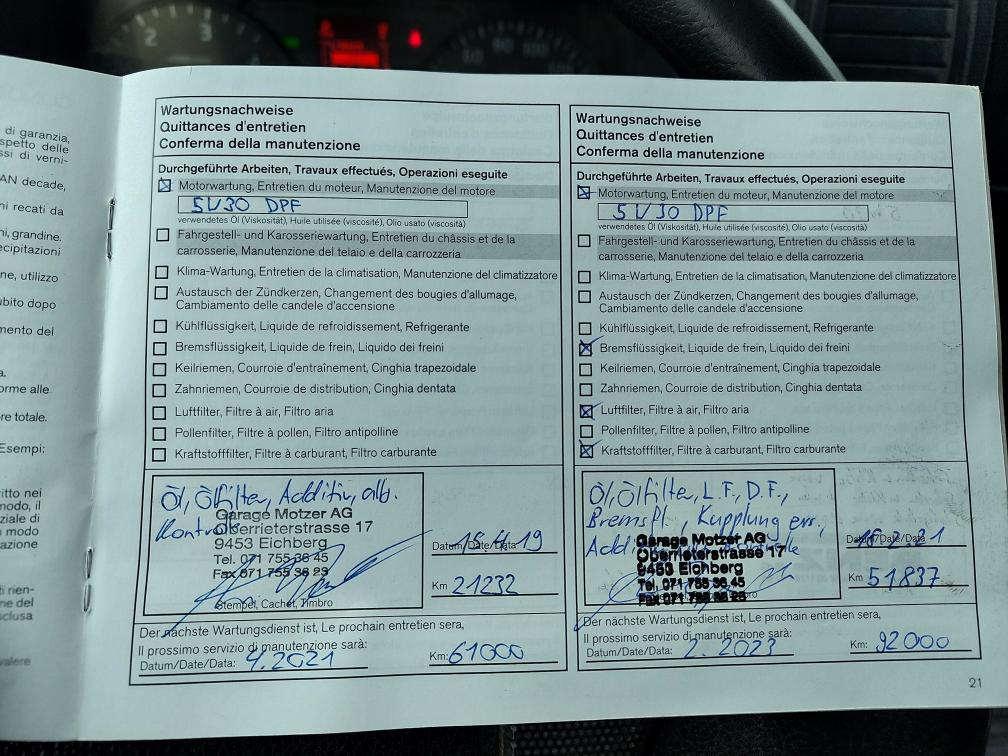 di garanzia,
spetto delle
ssi di verni-
AN decade,
ni recati da
ni, grandine.
ecipitazioni
ne, utilizzo
ubito dopo
mento del
a.
orme alle
re totale.
Esempi:
ritto nei
modo, il
ziale di
n modo
azione
ti rien-
ne del
sclusa
valere
Wartungsnachweise
Quittances d'entretien
Conferma della manutenzione
Durchgeführte Arbeiten, Travaux effectués, Operazioni eseguite
Motorwartung, Entretien du moteur, Manutenzione del motore
5W30 DPF
verwendetes Öl (Viskosität), Huile utilisée (viscosité), Olio usato (viscosità)
Fahrgestell- und Karosseriewartung, Entretien du châssis et de la
carrosserie, Manutenzione del telaio e della carrozzeria
Klima-Wartung, Entretien de la climatisation, Manutenzione del climatizzatore
Austausch der Zündkerzen, Changement des bougies d'allumage,
Cambiamento delle candele d'accensione
Kühlflüssigkeit, Liquide de refroidissement, Refrigerante
Bremsflüssigkeit, Liquide de frein, Liquido dei freini
Keilriemen, Courroie d'entraînement, Cinghia trapezoidale
Zahnriemen, Courroie de distribution, Cinghia dentata
Luftfilter, Filtre à air, Filtro aria
Pollenfilter, Filtre à pollen, Filtro antipolline
Kraftstofffilter, Filtre à carburant, Filtro carburante
Öl, Ölfilter, Additiv, allg.
Kontrolle
Garage Motzer AG
Oberrieterstrasse 17
9453 Eichberg
Tel. 071 755 36 45
Fax 071 755 36 23
Stempel, Cachet, Timbro
Datum/Date/Data 19
Km 21232
Der nächste Wartungsdienst ist, Le prochain entretien sera,
Il prossimo servizio di manutenzione sarà:
Datum/Date/Data: 4.2021 Km: 61000
Wartungsnachweise
Quittances d'entretien
Conferma della manutenzione
Durchgeführte Arbeiten, Travaux effectués, Operazioni eseguite
Motorwartung, Entretien du moteur, Manutenzione del motore
5W30 DPF
verwendetes Öl (Viskosität), Huile utilisée (viscosité), Olio usato (viscosità)
Fahrgestell- und Karosseriewartung, Entretien du châssis et de la
carrosserie, Manutenzione del telaio e della carrozzeria
Klima-Wartung, Entretien de la climatisation, Manutenzione del climatizzatore
Austausch der Zündkerzen, Changement des bougies d'allumage,
Cambiamento delle candele d'accensione
Kühlflüssigkeit, Liquide de refroidissement, Refrigerante
Bremsflüssigkeit, Liquide de frein, Liquido dei freini
Keilriemen, Courroie d'entraînement, Cinghia trapezoidale
Zahnriemen, Courroie de distribution, Cinghia dentata
Luftfilter, Filtre à air, Filtro aria
Pollenfilter, Filtre à pollen, Filtro antipolline
Kraftstofffilter, Filtre à carburant, Filtro carburante
Öl, Ölfilter, L.F., D.F.,
Bremsfl., Kupplung ers,
Garage Motzer AG
Oberrieterstrasse 17
9453 Eichberg
Tel. 071 755 36 45
Fax 071 755 36 23
Datum/Date/Data 2.21
Km 51837
Der nächste Wartungsdienst ist, Le prochain entretien sera,
Il prossimo servizio di manutenzione sarà:
Datum/Date/Data: 2.2023 Km: 92000
21